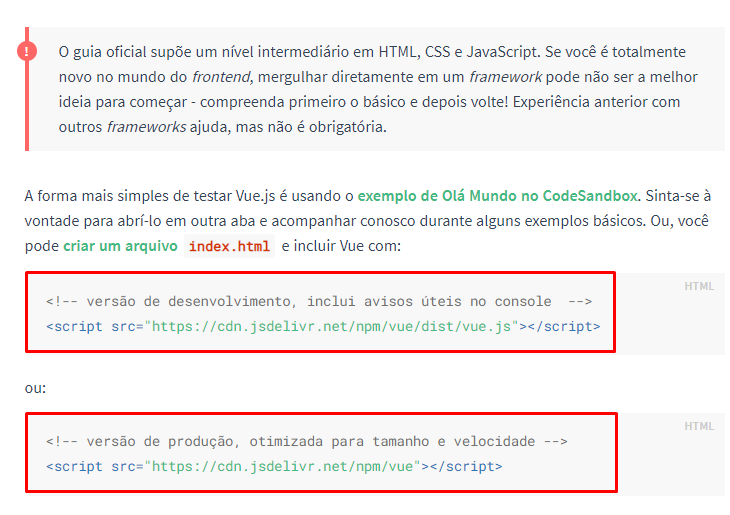 !
O guia oficial supõe um nível intermediário em HTML, CSS e JavaScript. Se você é totalmente
novo no mundo do frontend, mergulhar diretamente em um framework pode não ser a melhor
ideia para começar - compreenda primeiro o básico e depois volte! Experiência anterior com
outros frameworks ajuda, mas não é obrigatória.
A forma mais simples de testar Vue.js é usando o exemplo de Olá Mundo no CodeSandbox. Sinta-se à
vontade para abrí-lo em outra aba e acompanhar conosco durante alguns exemplos básicos. Ou, você
pode criar um arquivo index.html e incluir Vue com:
HTML
<!-- versão de desenvolvimento, inclui avisos úteis no console  -->
<script src="https://cdn.jsdelivr.net/npm/vue/dist/vue.js"></script>
ou:
HTML
<!-- versão de produção, otimizada para tamanho e velocidade -->
<script src="https://cdn.jsdelivr.net/npm/vue"></script>